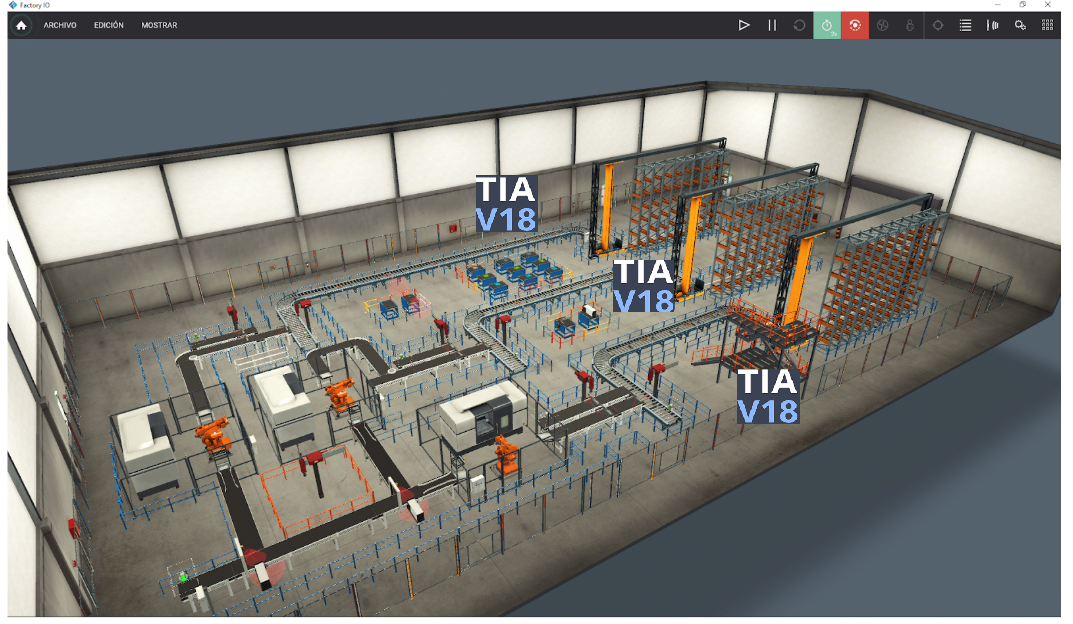 Factory IO
ARCHIVO EDICIÓN MOSTRAR
TIA
V18
TIA
V18
TIA
V18